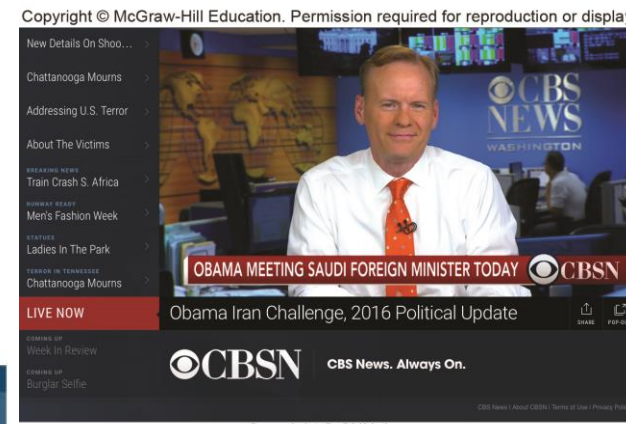 Copyright © McGraw-Hill Education. Permission required for reproduction or display
New Details On Shoo...
Chattanooga Mourns
Addressing U.S. Terror
About The Victims
BREAKING NEWS
Train Crash S. Africa
RUNWAY READY
Men's Fashion Week
STATUES
Ladies In The Park
TERROR IN TENNESSEE
Chattanooga Mourns
LIVE NOW
COMING UP
Week In Review
COMING UP
Burglar Selfie
CBS
NEWS
WASHINGTON
OBAMA MEETING SAUDI FOREIGN MINISTER TODAY CBSN
Obama Iran Challenge, 2016 Political Update
SHARE
CBSN CBS News. Always On.
CBS News | About CBSN | Terms of Use | Privacy